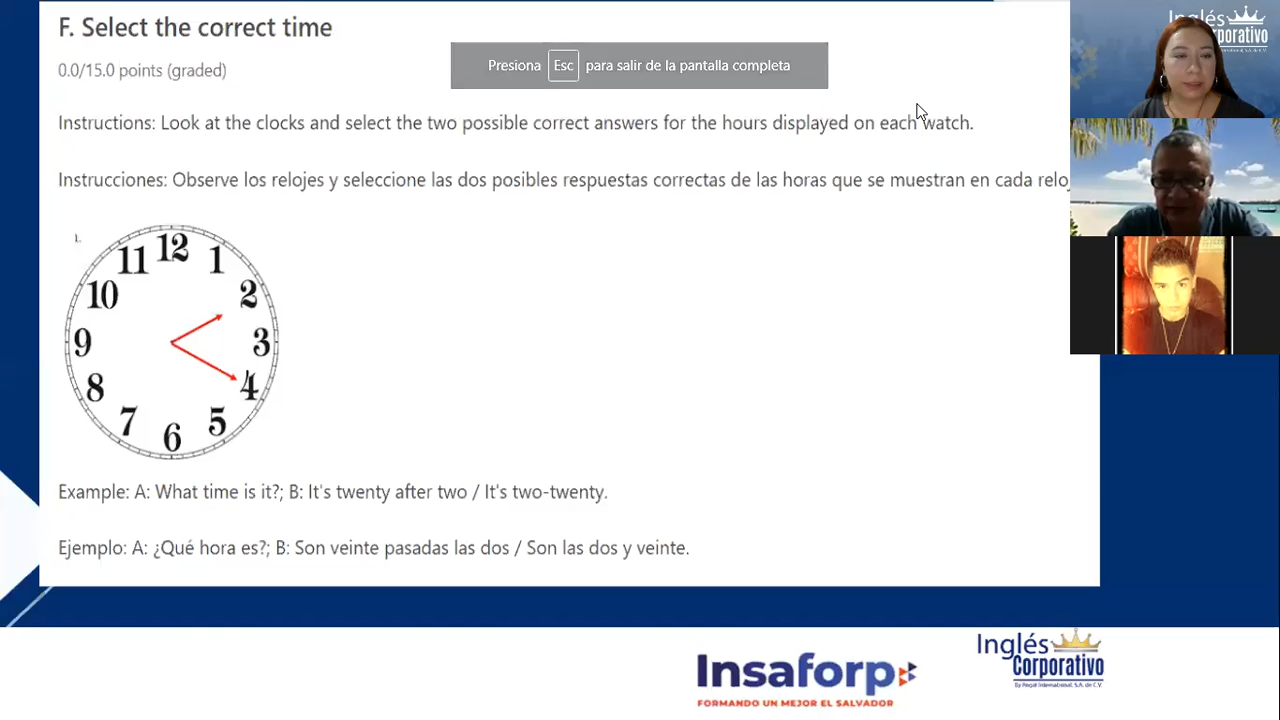 F. Select the correct time
0.0/15.0 points (graded)
Presiona Esc para salir de la pantalla completa
Instructions: Look at the clocks and select the two possible correct answers for the hours displayed on each watch.
Instrucciones: Observe los relojes y seleccione las dos posibles respuestas correctas de las horas que se muestran en cada reloj
1.
12
11 1
10 2
9 3
8 4
7 5
6
Example: A: What time is it?; B: It's twenty after two / It's two-twenty.
Ejemplo: A: ¿Qué hora es?; B: Son veinte pasadas las dos / Son las dos y veinte.
Inglés
Corporativo
Insaforp
FORMANDO UN MEJOR EL SALVADOR
Inglés
Corporativo
By Regal International, S.A. de C.V.